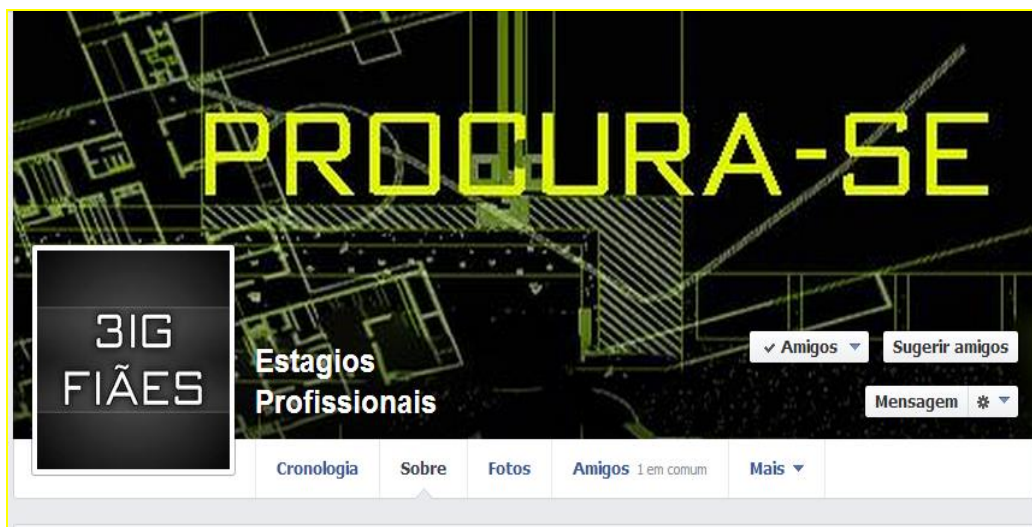 PROCURA-SE
3IG
FIÃES
Estagios
Profissionais
✓ Amigos ▼
Sugerir amigos
Mensagem
Cronologia
Sobre
Fotos
Amigos 1 em comum
Mais ▼